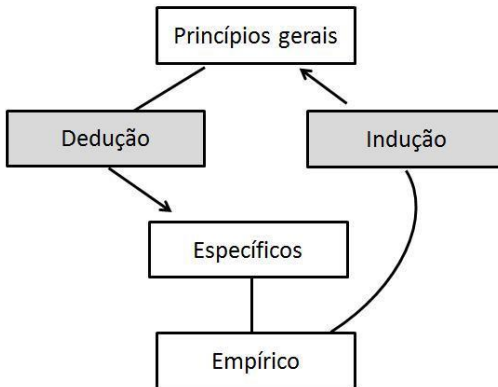 Princípios gerais
Dedução
Indução
Específicos
Empírico